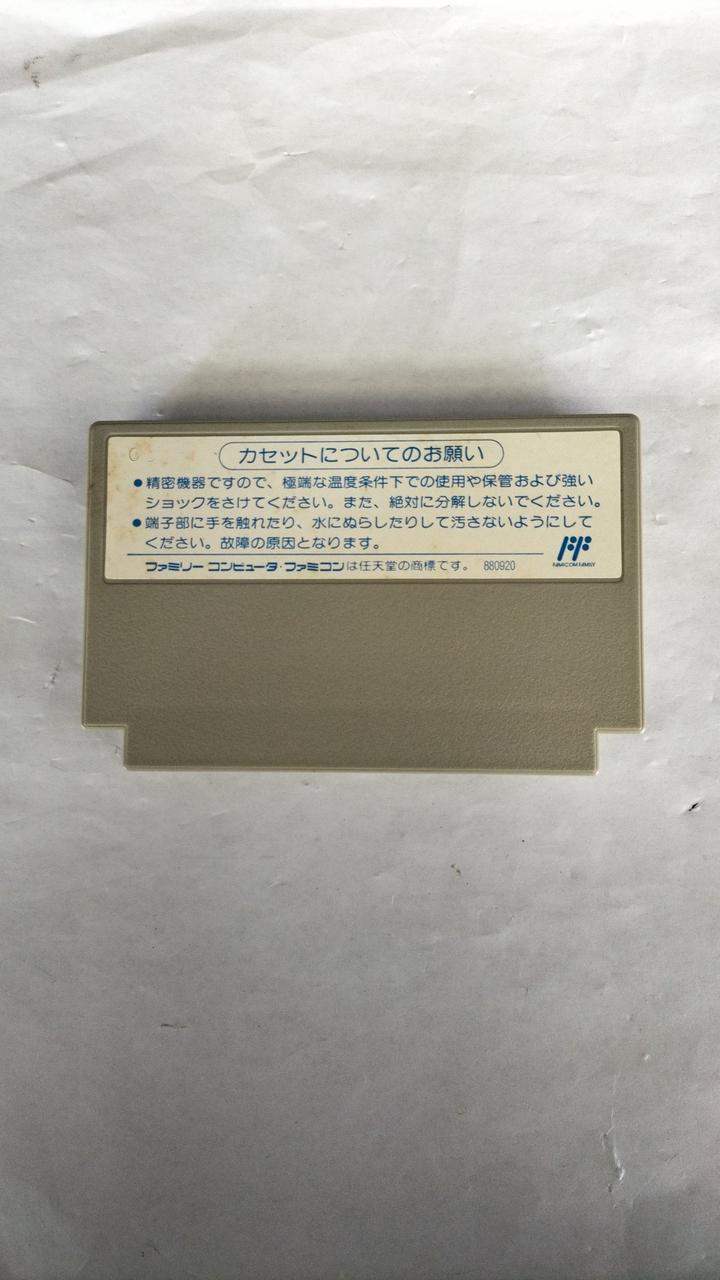 カセットについてのお願い
●精密機器ですので、極端な温度条件下での使用や保管および強い
ショックをさけてください。また、絶対に分解しないでください。
●端子部に手を触れたり、水にぬらしたりして汚さないようにして
ください。故障の原因となります。
ファミリー コンピュータ・ファミコンは任天堂の商標です。 880920
FAMICOM FAMILY